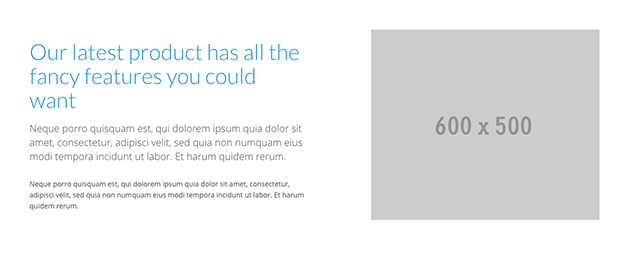 Our latest product has all the
fancy features you could
want
Neque porro quisquam est, qui dolorem ipsum quia dolor sit
amet, consectetur, adipisci velit, sed quia non numquam eius
modi tempora incidunt ut labor. Et harum quidem rerum.
Neque porro quisquam est, qui dolorem ipsum quia dolor sit amet, consectetur,
adipisci velit, sed quia non numquam eius modi tempora incidunt ut labor. Et harum
quidem rerum.
600 x 500